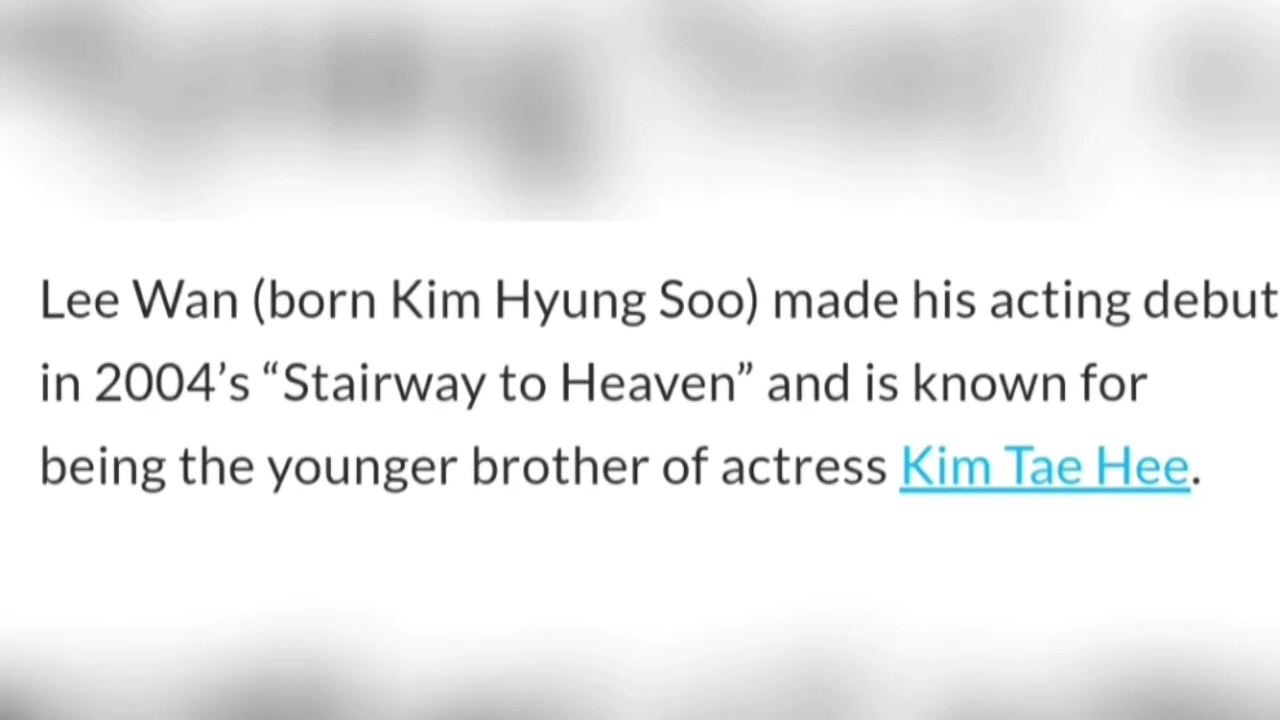 Lee Wan (born Kim Hyung Soo) made his acting debut
in 2004’s “Stairway to Heaven” and is known for
being the younger brother of actress Kim Tae Hee.